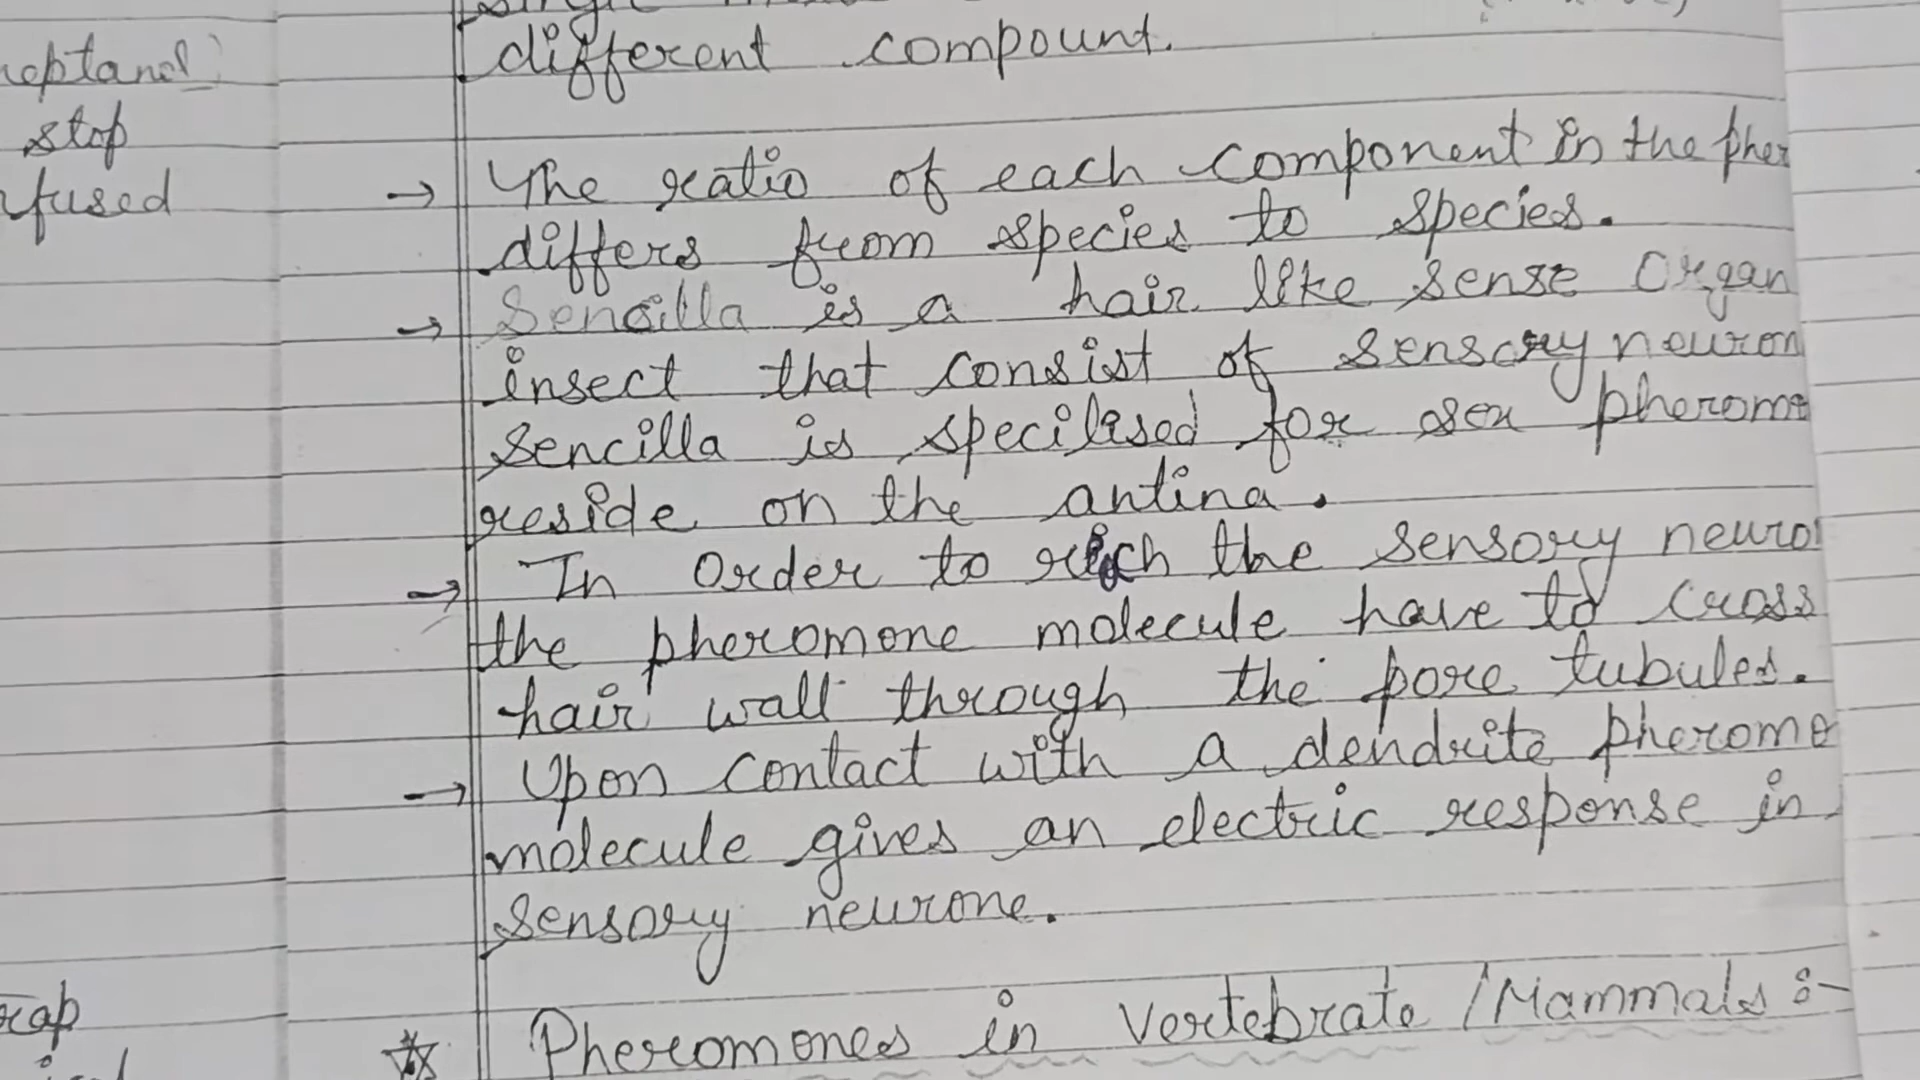 different compount.
stop
fused
→ The ratio of each component in the pher
differs from species to species.
→ Sencilla is a hair like sense organ
insect that consist of sensory neuron
sencilla is specilised for sex pheromo
reside on the antina.
→ In order to reach the sensory neuro
the pheromone molecule have to cross
hair wall through the pore tubules.
→ Upon contact with a dendrite pheromo
molecule gives an electric response in
sensory neurone.
Pheromones in vertebrate / Mammals :-